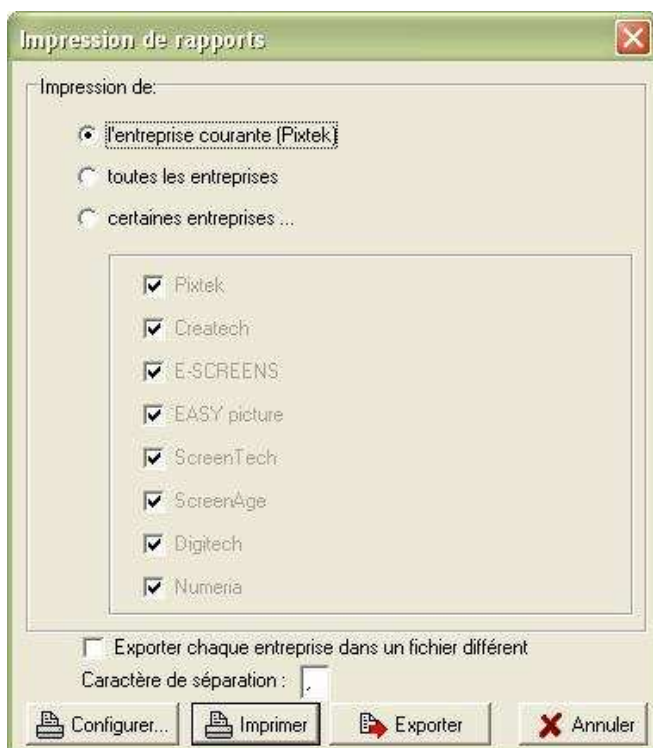 Impression de rapports
Impression de:
l'entreprise courante (Pixtek)
toutes les entreprises
certaines entreprises ...
Pixtek
Createch
E-SCREENS
EASY picture
ScreenTech
ScreenAge
Digitech
Numeria
Exporter chaque entreprise dans un fichier différent
Caractère de séparation : ,
Configurer... Imprimer Exporter Annuler